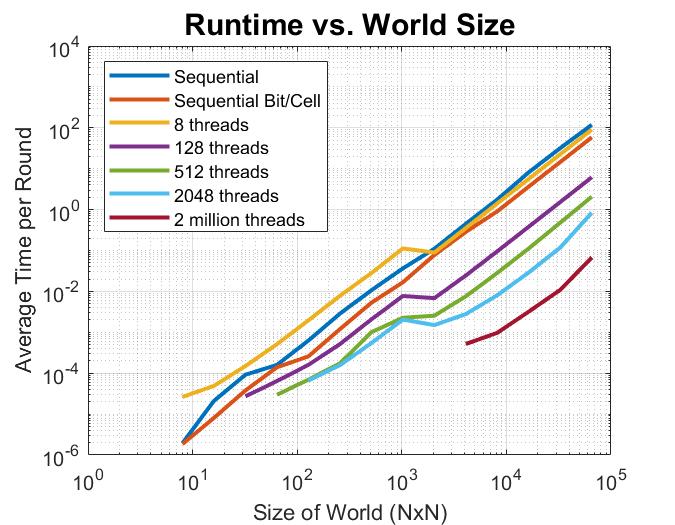 Runtime vs. World Size
10^4
10^2
10^0
10^-2
10^-4
10^-6
Average Time per Round
Sequential
Sequential Bit/Cell
8 threads
128 threads
512 threads
2048 threads
2 million threads
10^0 10^1 10^2 10^3 10^4 10^5
Size of World (NxN)